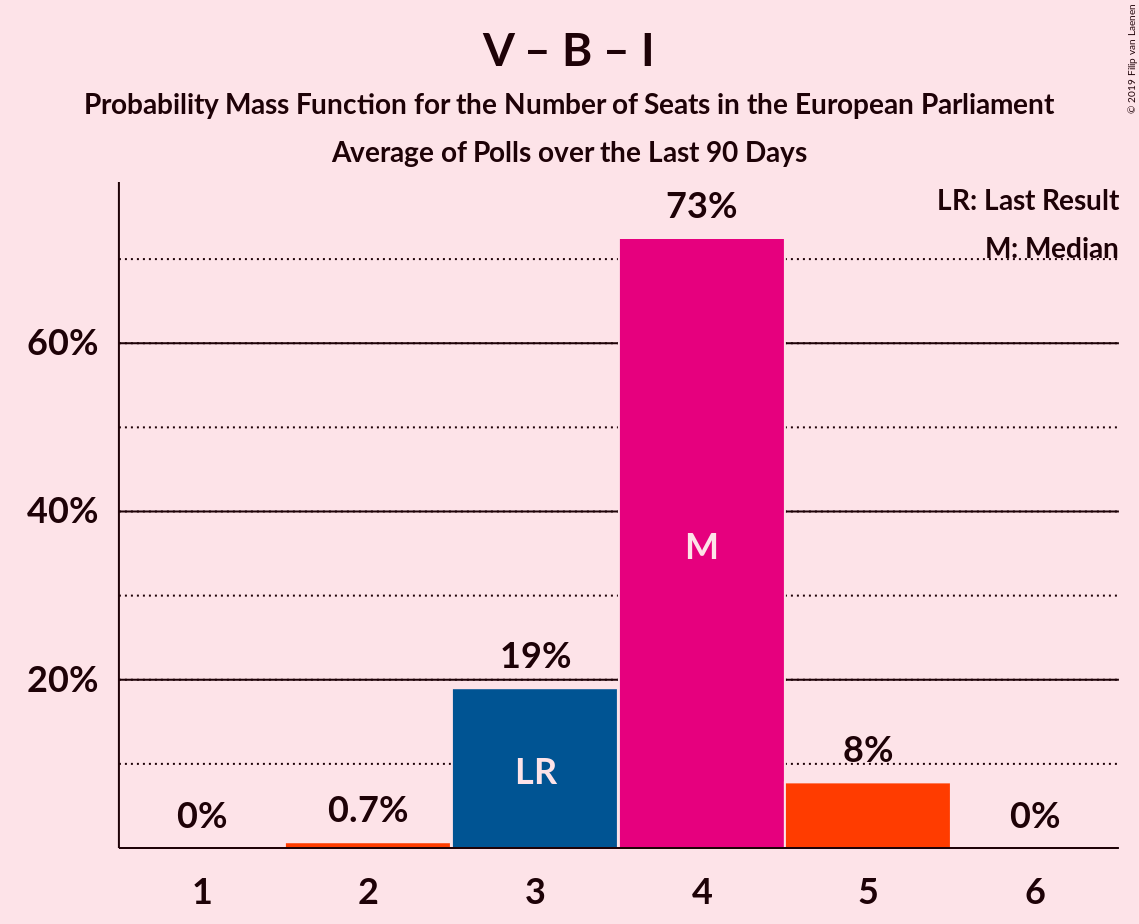 V – B – I
Probability Mass Function for the Number of Seats in the European Parliament
Average of Polls over the Last 90 Days
© 2019 Filip van Laenen
LR: Last Result
M: Median
73%
60%
40%
M
19%
20%
LR
8%
0.7%
0%
0%
1 2 3 4 5 6